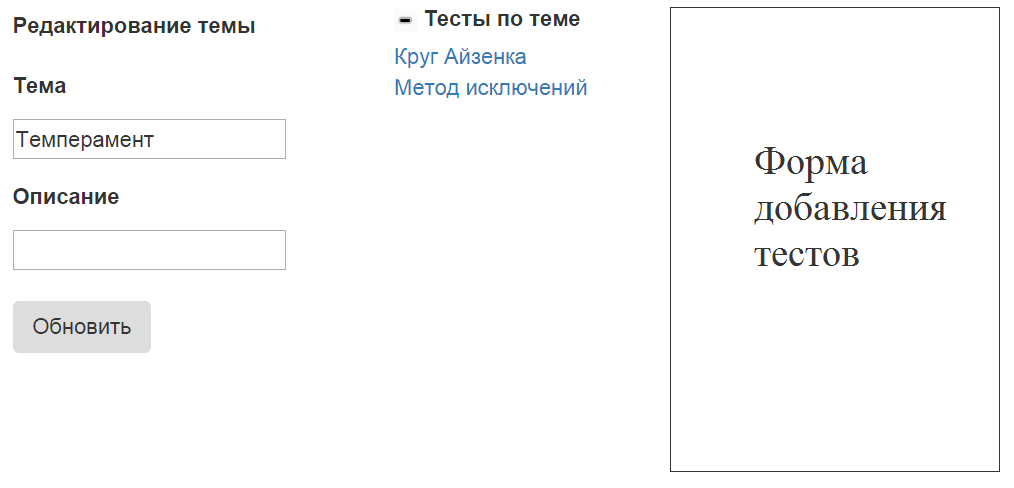 Редактирование темы
Тема
Темперамент
Описание
Обновить
Тесты по теме
Круг Айзенка
Метод исключений
Форма
добавления
тестов